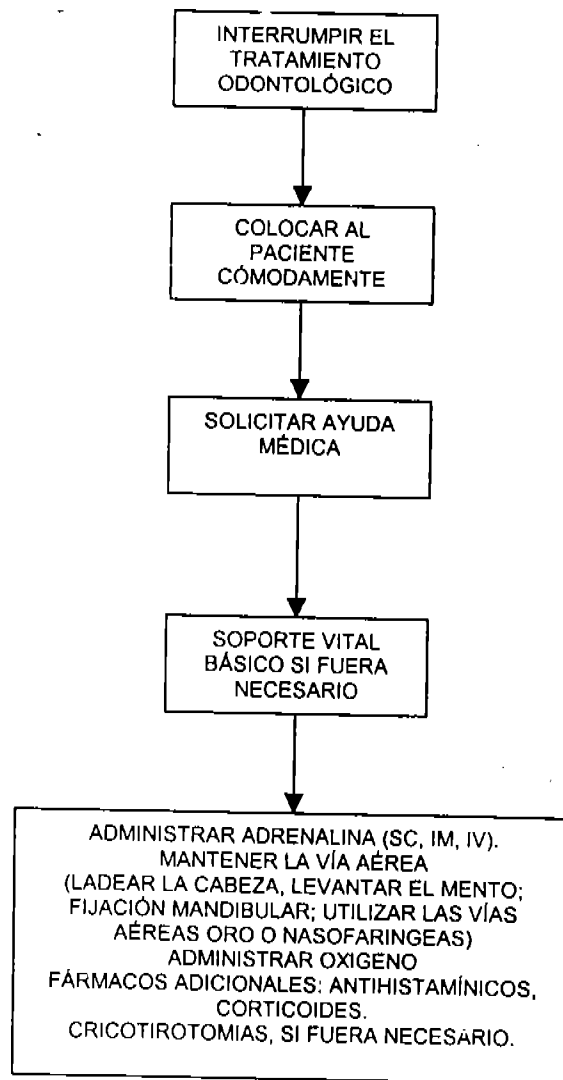 INTERRUMPIR EL
TRATAMIENTO
ODONTOLÓGICO
COLOCAR AL
PACIENTE
CÓMODAMENTE
SOLICITAR AYUDA
MÉDICA
SOPORTE VITAL
BÁSICO SI FUERA
NECESARIO
ADMINISTRAR ADRENALINA (SC, IM, IV).
MANTENER LA VÍA AÉREA
(LADEAR LA CABEZA, LEVANTAR EL MENTO;
FIJACIÓN MANDIBULAR; UTILIZAR LAS VÍAS
AÉREAS ORO O NASOFARINGEAS)
ADMINISTRAR OXIGENO
FÁRMACOS ADICIONALES: ANTIHISTAMÍNICOS,
CORTICOIDES.
CRICOTIROTOMIAS, SI FUERA NECESARIO.